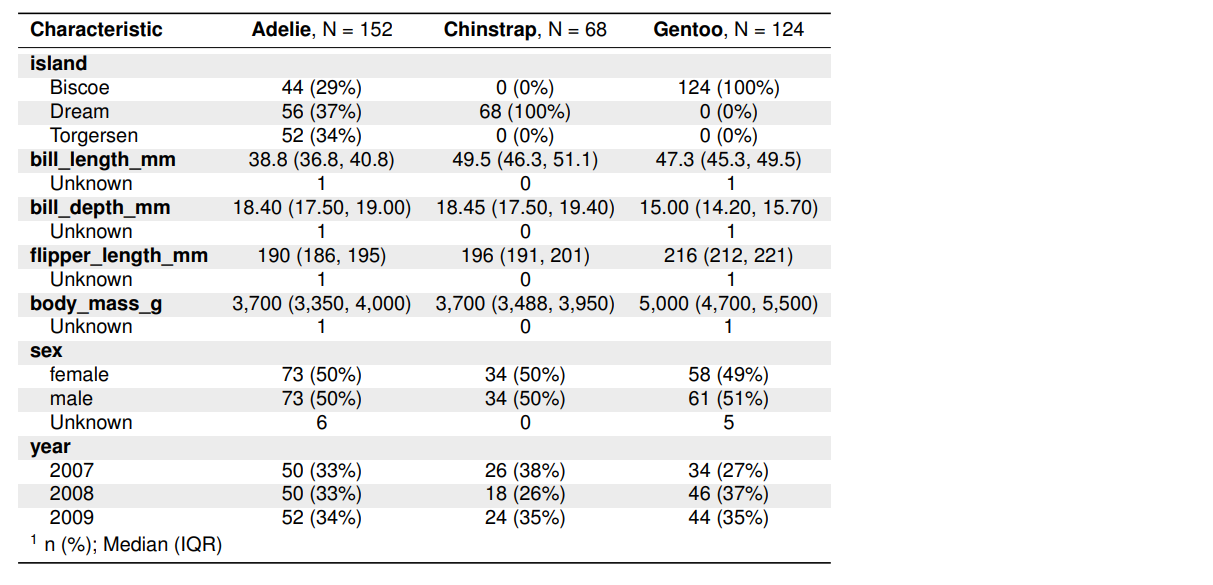 Characteristic Adelie, N = 152 Chinstrap, N = 68 Gentoo, N = 124
island
Biscoe 44 (29%) 0 (0%) 124 (100%)
Dream 56 (37%) 68 (100%) 0 (0%)
Torgersen 52 (34%) 0 (0%) 0 (0%)
bill_length_mm 38.8 (36.8, 40.8) 49.5 (46.3, 51.1) 47.3 (45.3, 49.5)
Unknown 1 0 1
bill_depth_mm 18.40 (17.50, 19.00) 18.45 (17.50, 19.40) 15.00 (14.20, 15.70)
Unknown 1 0 1
flipper_length_mm 190 (186, 195) 196 (191, 201) 216 (212, 221)
Unknown 1 0 1
body_mass_g 3,700 (3,350, 4,000) 3,700 (3,488, 3,950) 5,000 (4,700, 5,500)
Unknown 1 0 1
sex
female 73 (50%) 34 (50%) 58 (49%)
male 73 (50%) 34 (50%) 61 (51%)
Unknown 6 0 5
year
2007 50 (33%) 26 (38%) 34 (27%)
2008 50 (33%) 18 (26%) 46 (37%)
2009 52 (34%) 24 (35%) 44 (35%)
1 n (%); Median (IQR)